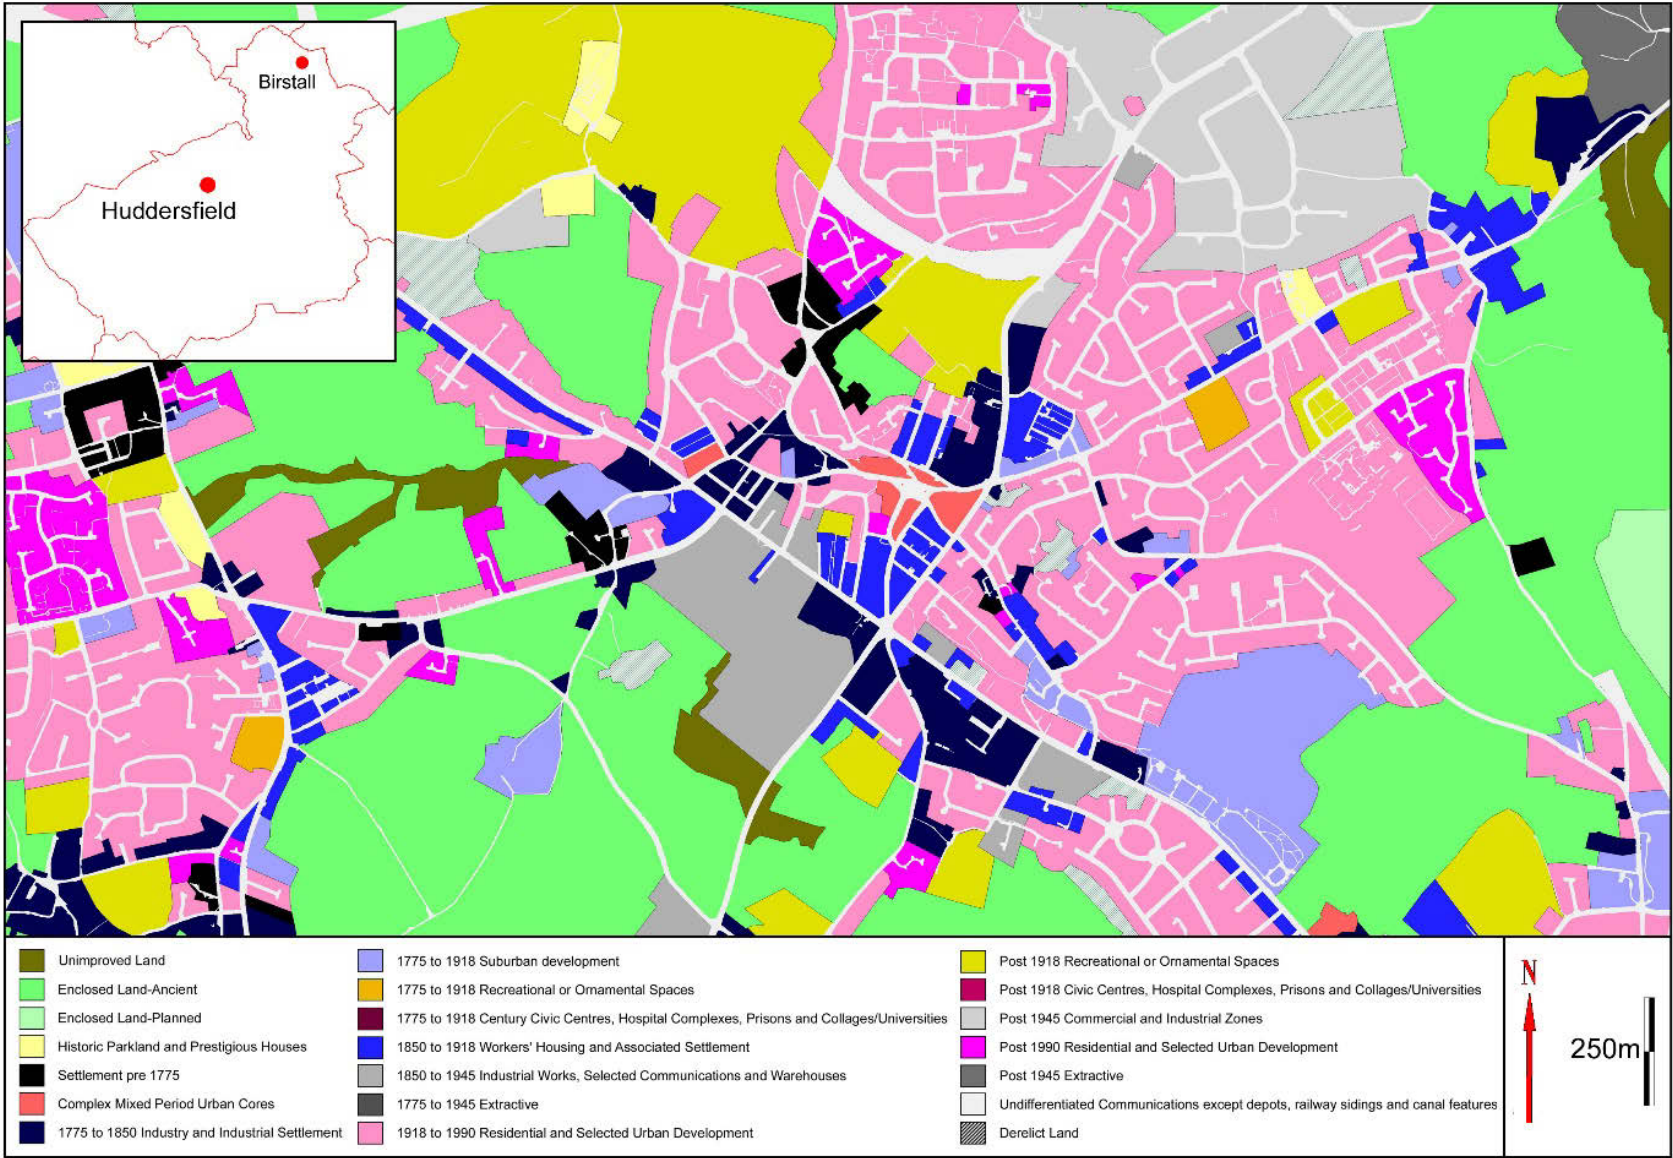 Birstall
Huddersfield
Unimproved Land
Enclosed Land-Ancient
Enclosed Land-Planned
Historic Parkland and Prestigious Houses
Settlement pre 1775
Complex Mixed Period Urban Cores
1775 to 1850 Industry and Industrial Settlement
1775 to 1918 Suburban development
1775 to 1918 Recreational or Ornamental Spaces
1775 to 1918 Century Civic Centres, Hospital Complexes, Prisons and Collages/Universities
1850 to 1918 Workers' Housing and Associated Settlement
1850 to 1945 Industrial Works, Selected Communications and Warehouses
1775 to 1945 Extractive
1918 to 1990 Residential and Selected Urban Development
Post 1918 Recreational or Ornamental Spaces
Post 1918 Civic Centres, Hospital Complexes, Prisons and Collages/Universities
Post 1945 Commercial and Industrial Zones
Post 1990 Residential and Selected Urban Development
Post 1945 Extractive
Undifferentiated Communications except depots, railway sidings and canal features
Derelict Land
N
250m